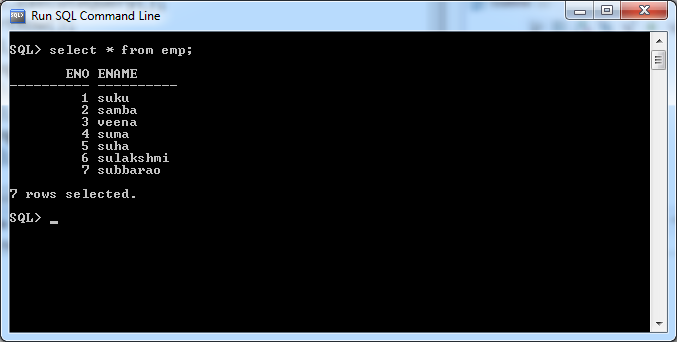 Run SQL Command Line
SQL> select * from emp;
ENO ENAME
---------- ----------
1 suku
2 samba
3 veena
4 suma
5 suha
6 sulakshmi
7 subbarao
7 rows selected.
SQL> _